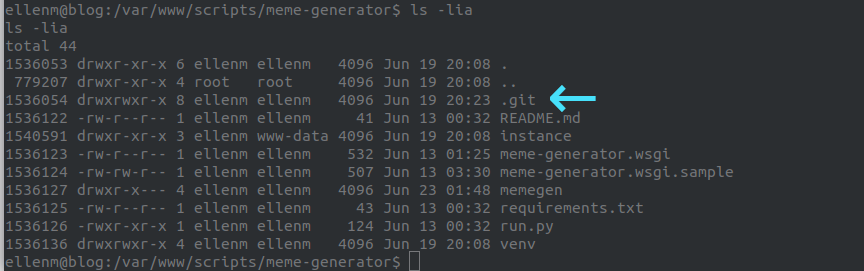 ellenm@blog:/var/www/scripts/meme-generator$ ls -lia
ls -lia
total 44
1536053 drwxr-xr-x 6 ellenm ellenm   4096 Jun 19 20:08 .
 779207 drwxr-xr-x 4 root   root     4096 Jun 19 20:08 ..
1536054 drwxrwxr-x 8 ellenm ellenm   4096 Jun 19 20:23 .git
1536122 -rw-r--r-- 1 ellenm ellenm     41 Jun 13 00:32 README.md
1540591 drwxr-xr-x 3 ellenm www-data 4096 Jun 19 20:08 instance
1536123 -rw-r--r-- 1 ellenm ellenm    532 Jun 13 01:25 meme-generator.wsgi
1536124 -rw-rw-r-- 1 ellenm ellenm    507 Jun 13 03:30 meme-generator.wsgi.sample
1536127 drwxr-x--- 4 ellenm ellenm   4096 Jun 23 01:48 memegen
1536125 -rw-r--r-- 1 ellenm ellenm     43 Jun 13 00:32 requirements.txt
1536126 -rwxr-xr-x 1 ellenm ellenm    124 Jun 13 00:32 run.py
1536136 drwxrwxr-x 4 ellenm ellenm   4096 Jun 19 20:08 venv
ellenm@blog:/var/www/scripts/meme-generator$